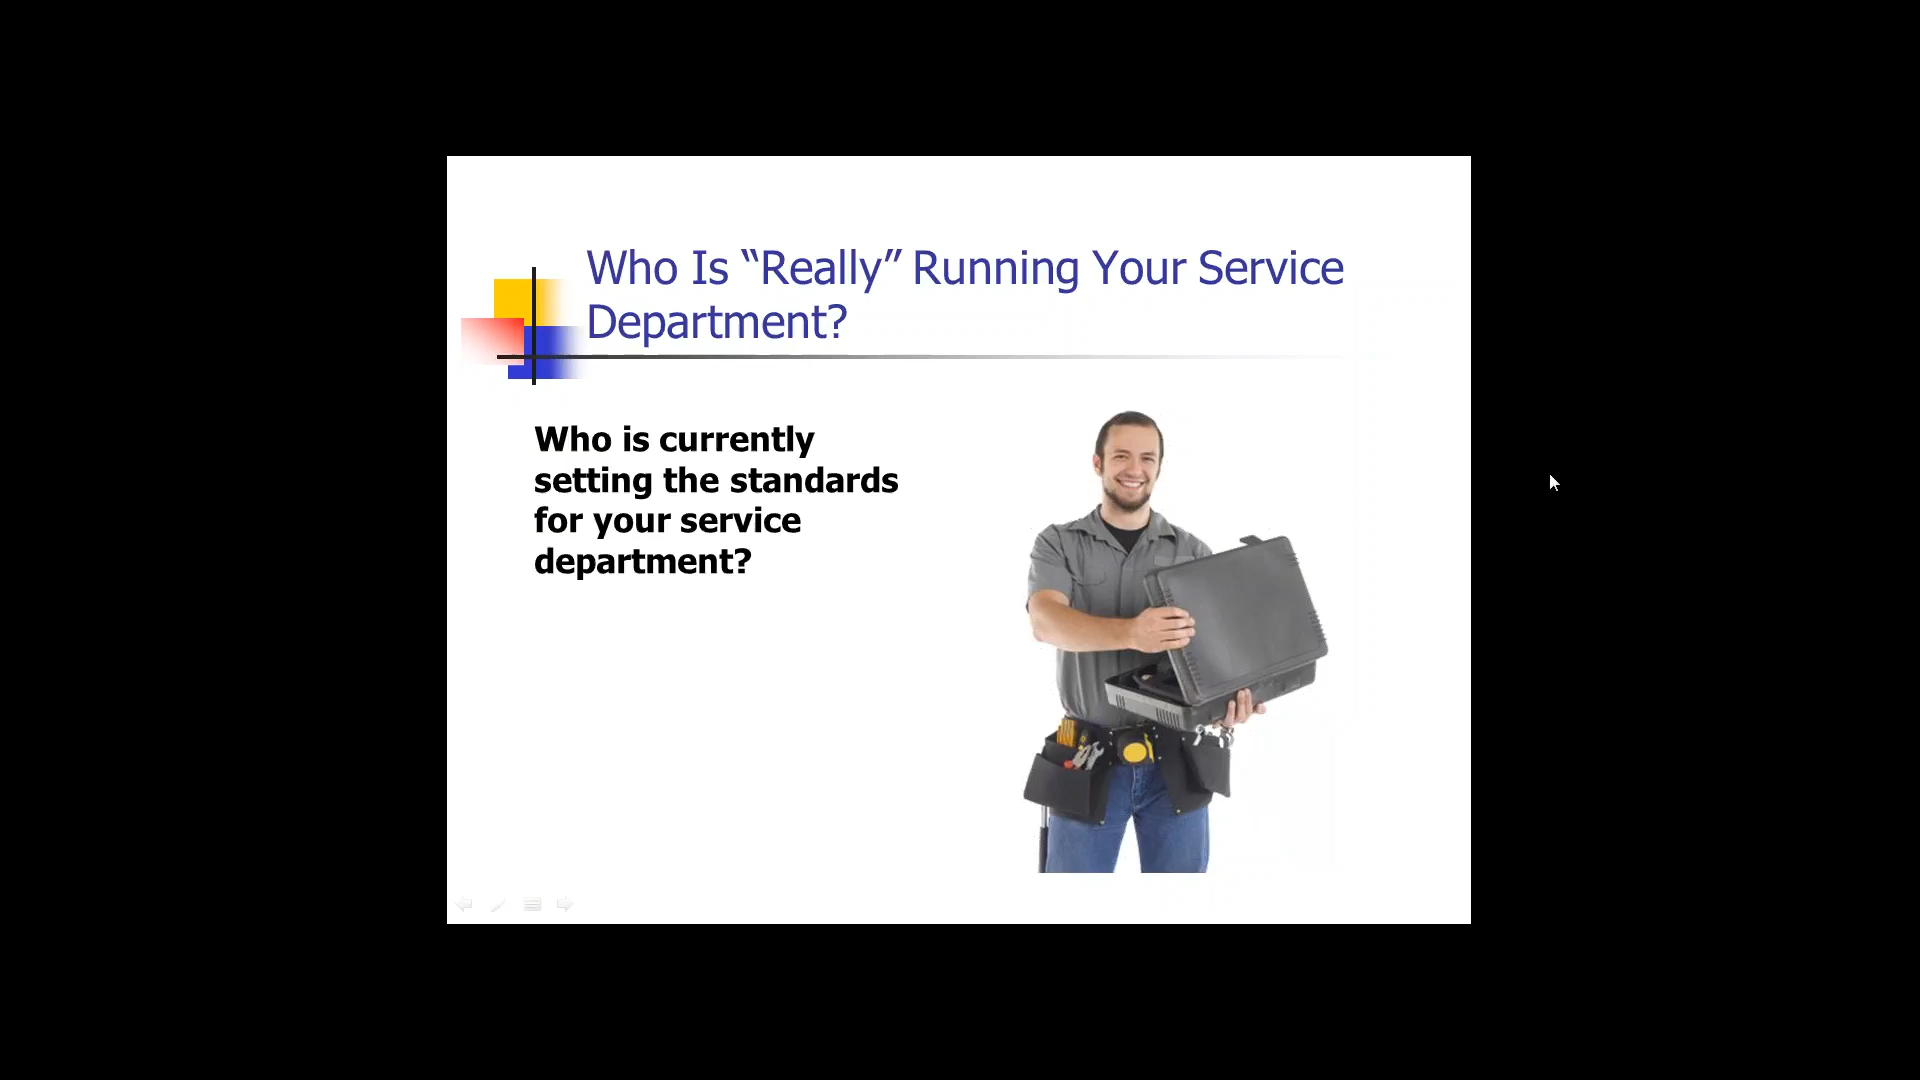 Who Is “Really” Running Your Service
Department?
Who is currently
setting the standards
for your service
department?